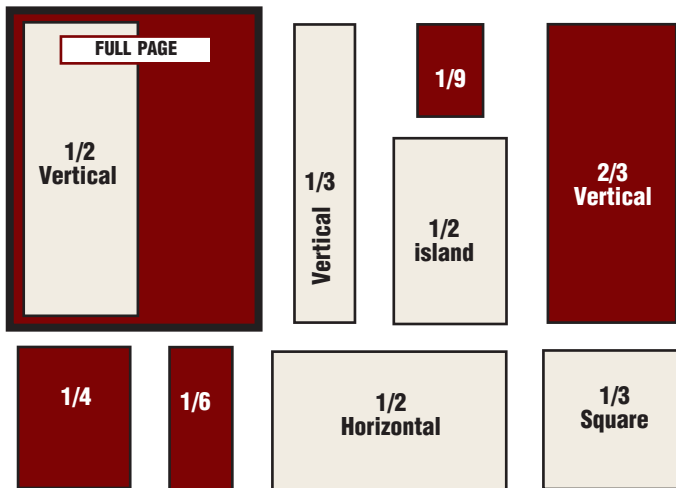 FULL PAGE
1/2
Vertical
1/3
Vertical
1/9
1/2
island
2/3
Vertical
1/4
1/6
1/2
Horizontal
1/3
Square